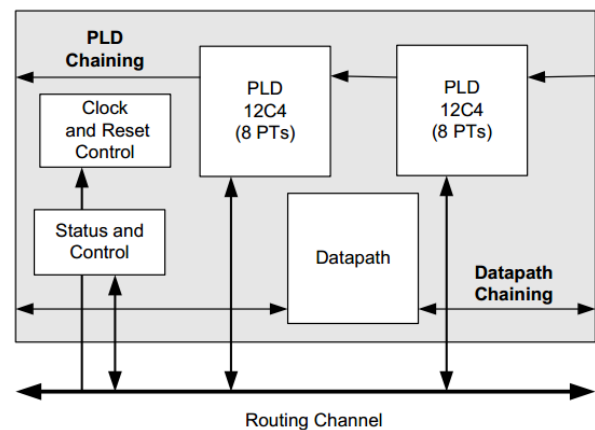 PLD
Chaining
PLD
12C4
(8 PTs)
PLD
12C4
(8 PTs)
Clock
and Reset
Control
Status and
Control
Datapath
Datapath
Chaining
Routing Channel